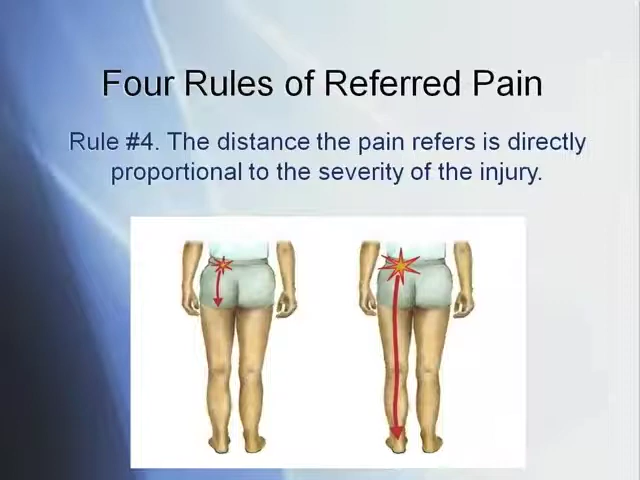 Four Rules of Referred Pain
Rule #4. The distance the pain refers is directly
proportional to the severity of the injury.